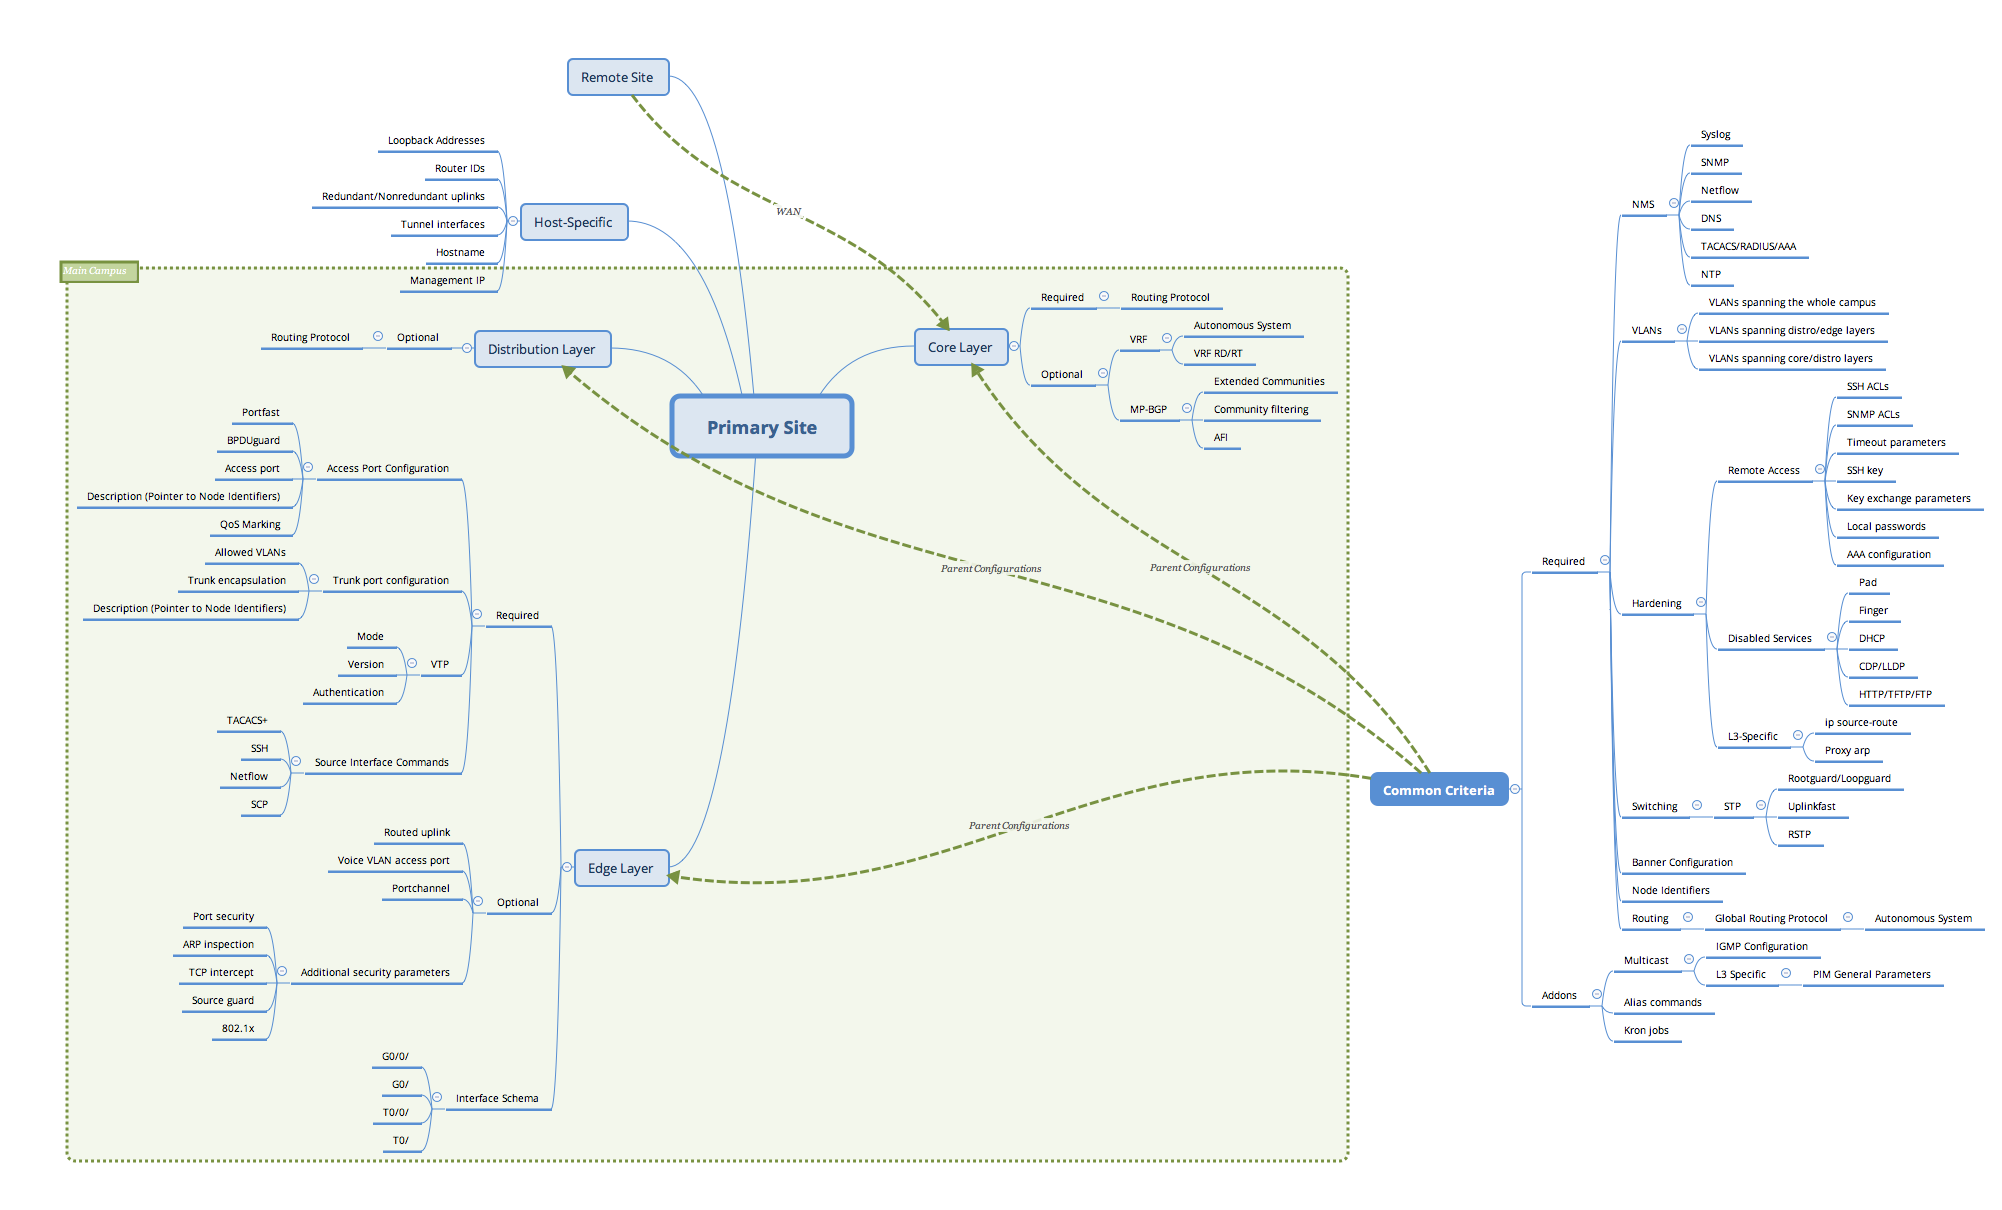 Remote Site
Loopback Addresses
Router IDs
Redundant/Nonredundant uplinks
Tunnel interfaces
Hostname
Management IP
Host-Specific
WAN
Main Campus
Routing Protocol
Optional
Distribution Layer
Primary Site
Core Layer
Required
Routing Protocol
Optional
VRF
Autonomous System
VRF RD/RT
MP-BGP
Extended Communities
Community filtering
AFI
Portfast
BPDUguard
Access port
Description (Pointer to Node Identifiers)
QoS Marking
Access Port Configuration
Allowed VLANs
Trunk encapsulation
Description (Pointer to Node Identifiers)
Trunk port configuration
Mode
Version
Authentication
VTP
TACACS+
SSH
Netflow
SCP
Source Interface Commands
Required
Routed uplink
Voice VLAN access port
Portchannel
Port security
ARP inspection
TCP intercept
Source guard
802.1x
Additional security parameters
Optional
G0/0/
G0/
T0/0/
T0/
Interface Schema
Edge Layer
Parent Configurations
Parent Configurations
Parent Configurations
Common Criteria
Required
NMS
Syslog
SNMP
Netflow
DNS
TACACS/RADIUS/AAA
NTP
VLANs
VLANs spanning the whole campus
VLANs spanning distro/edge layers
VLANs spanning core/distro layers
Hardening
Remote Access
SSH ACLs
SNMP ACLs
Timeout parameters
SSH key
Key exchange parameters
Local passwords
AAA configuration
Disabled Services
Pad
Finger
DHCP
CDP/LLDP
HTTP/TFTP/FTP
L3-Specific
ip source-route
Proxy arp
Switching
STP
Rootguard/Loopguard
Uplinkfast
RSTP
Banner Configuration
Node Identifiers
Routing
Global Routing Protocol
Autonomous System
Addons
Multicast
IGMP Configuration
L3 Specific
PIM General Parameters
Alias commands
Kron jobs